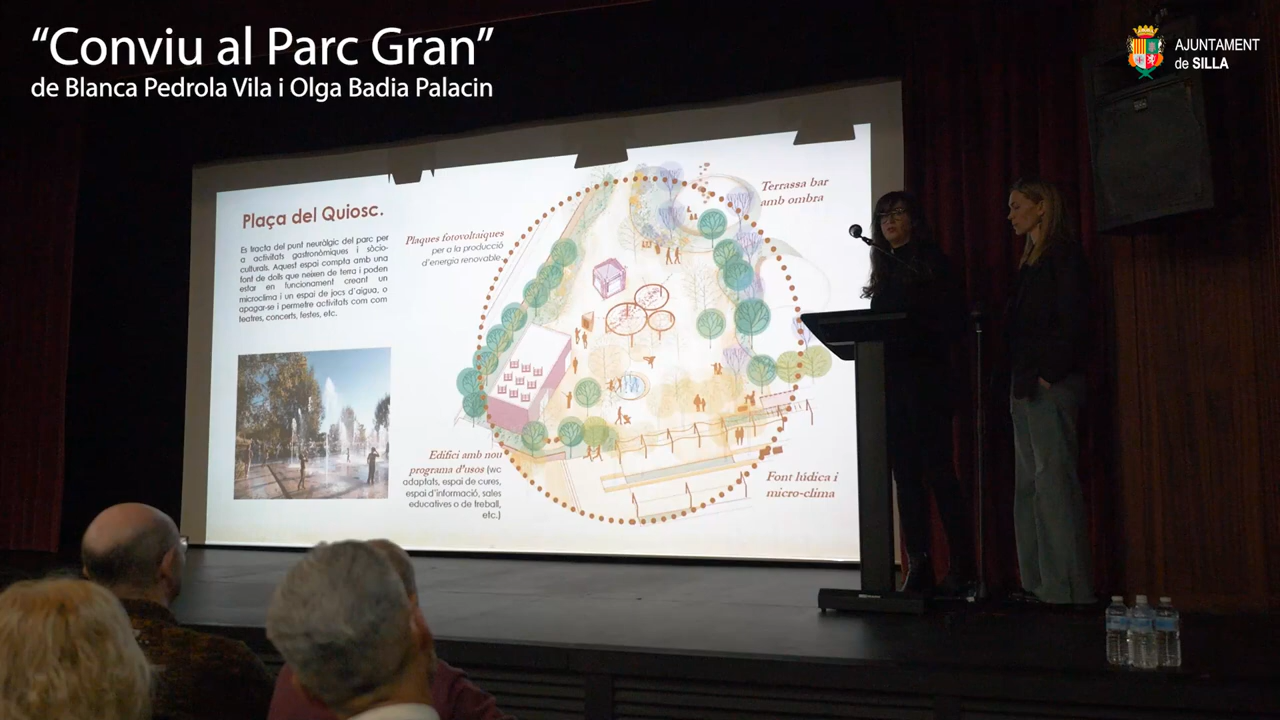 “Conviu al Parc Gran”
de Blanca Pedrola Vila i Olga Badia Palacin
AJUNTAMENT
de SILLA
Plaça del Quiosc.
Es tracta del punt neuràlgic del parc per
a activitats gastronòmiques i sòcio-
culturals. Aquest espai compta amb una
font de dolls que neixen de terra i poden
estar en funcionament creant un
microclima i un espai de jocs d'aigua, o
apagar-se i permetre activitats com com
teatres, concerts, festes, etc.
Plaques fotovoltaiques
per a la producció
d'energia renovable.
Terrassa bar
amb ombra
Edifici amb nou
programa d'usos (wc
adaptats, espai de cures,
espai d'informació, sales
educatives o de treball,
etc.)
Font lúdica i
micro-clima